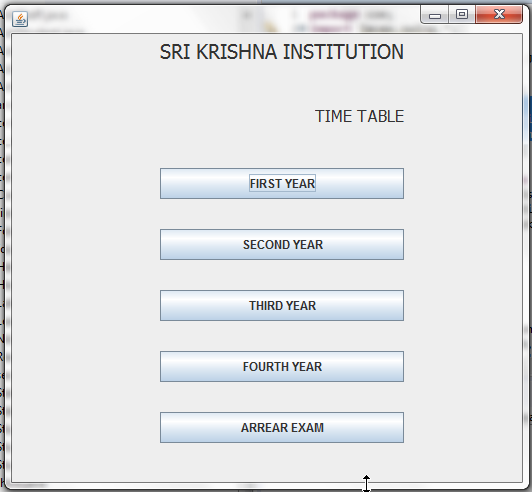 SRI KRISHNA INSTITUTION
TIME TABLE
FIRST YEAR
SECOND YEAR
THIRD YEAR
FOURTH YEAR
ARREAR EXAM